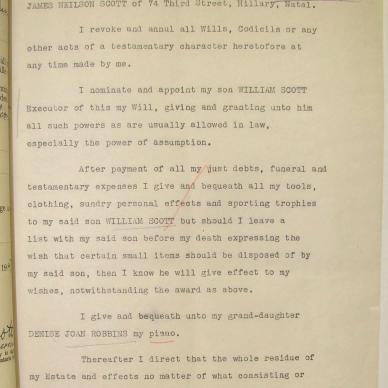 JAMES NEILSON SCOTT of 74 Third Street, Hillary, Natal.
I revoke and annul all Wills, Codicils or any
other acts of a testamentary character heretofore at
any time made by me.
I nominate and appoint my son WILLIAM SCOTT
Executor of this my Will, giving and granting unto him
all such powers as are usually allowed in law,
especially the power of assumption.
After payment of all my just debts, funeral and
testamentary expenses I give and bequeath all my tools,
clothing, sundry personal effects and sporting trophies
to my said son WILLIAM SCOTT but should I leave a
list with my said son before my death expressing the
wish that certain small items should be disposed of by
my said son, then I know he will give effect to my
wishes, notwithstanding the award as above.
I give and bequeath unto my grand-daughter
DENISE JOAN ROBBINS my piano.
Thereafter I direct that the whole residue of
my Estate and effects no matter of what consisting or